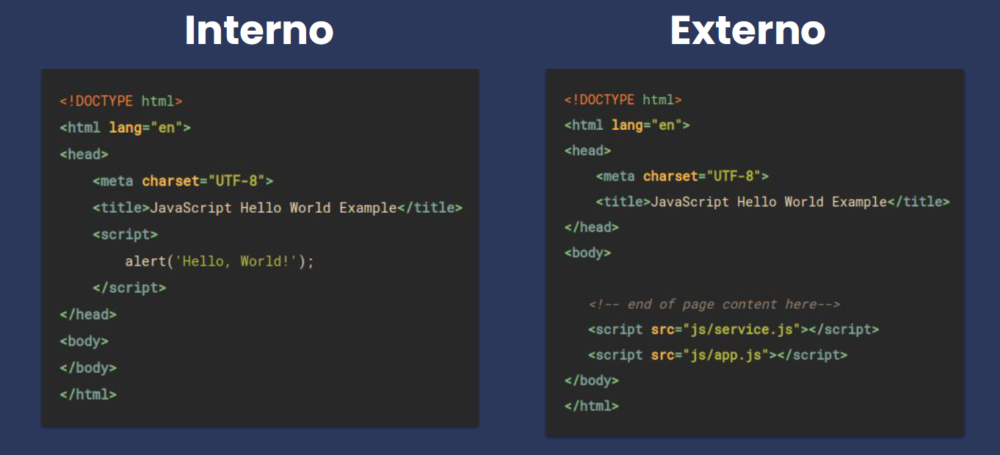 Interno
<!DOCTYPE html>
<html lang="en">
<head>
    <meta charset="UTF-8">
    <title>JavaScript Hello World Example</title>
    <script>
        alert('Hello, World!');
    </script>
</head>
<body>
</body>
</html>
Externo
<!DOCTYPE html>
<html lang="en">
<head>
    <meta charset="UTF-8">
    <title>JavaScript Hello World Example</title>
</head>
<body>
   <!-- end of page content here-->
   <script src="js/service.js"></script>
   <script src="js/app.js"></script>
</body>
</html>